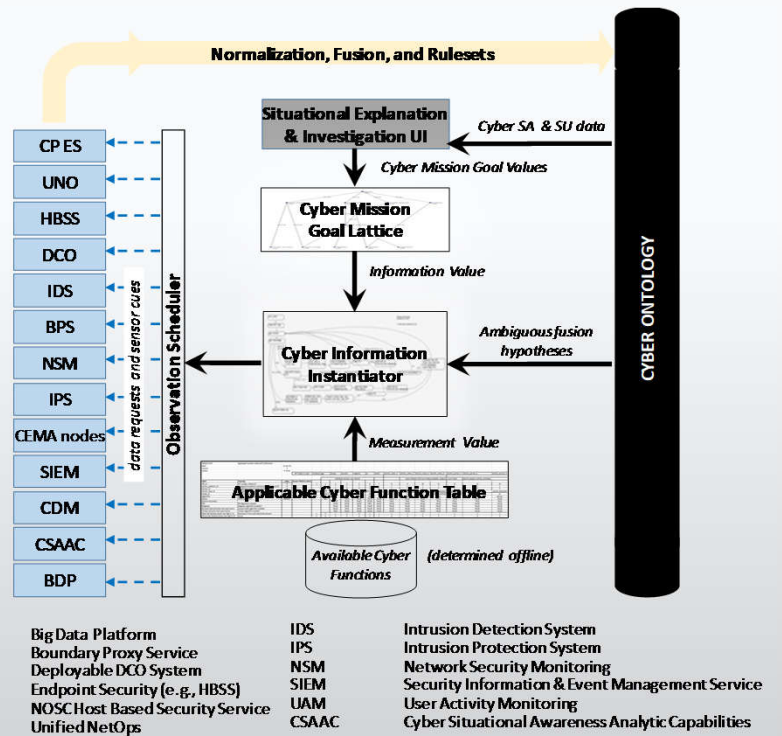 Normalization, Fusion, and Rulesets
Situational Explanation
& Investigation UI
Cyber SA & SU data
Cyber Mission Goal Values
CPES
UNO
HBSS
DCO
IDS
BPS
NSM
IPS
CEMA nodes
SIEM
CDM
CSAAC
BDP
data requests and sensor cues
Observation Scheduler
Cyber Mission
Goal Lattice
Information Value
Cyber Information
Instantiator
Ambiguous fusion
hypotheses
Measurement Value
Applicable Cyber Function Table
Available Cyber
Functions
(determined offline)
CYBER ONTOLOGY
Big Data Platform
Boundary Proxy Service
Deployable DCO System
Endpoint Security (e.g., HBSS)
NOSC Host Based Security Service
Unified NetOps
IDS Intrusion Detection System
IPS Intrusion Protection System
NSM Network Security Monitoring
SIEM Security Information & Event Management Service
UAM User Activity Monitoring
CSAAC Cyber Situational Awareness Analytic Capabilities